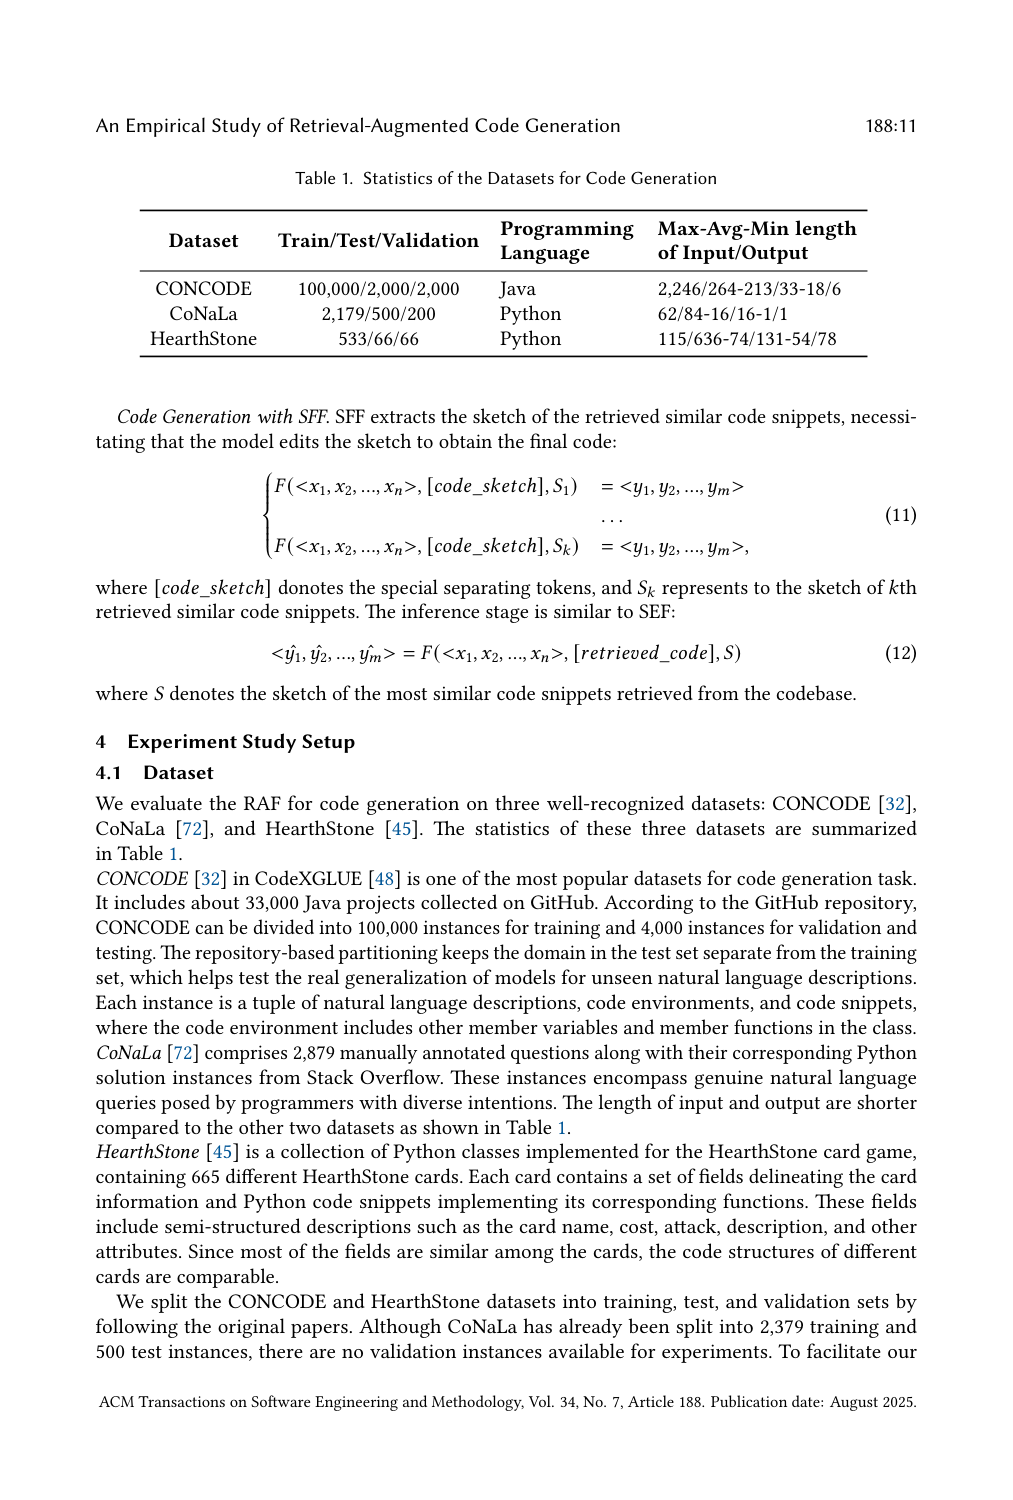 An Empirical Study of Retrieval-Augmented Code Generation 188:11
Table 1. Statistics of the Datasets for Code Generation
Dataset Train/Test/Validation Programming Language Max-Avg-Min length of Input/Output
CONCODE 100,000/2,000/2,000 Java 2,246/264-213/33-18/6
CoNaLa 2,179/500/200 Python 62/84-16/16-1/1
HearthStone 533/66/66 Python 115/636-74/131-54/78
Code Generation with SFF. SFF extracts the sketch of the retrieved similar code snippets, necessi-
tating that the model edits the sketch to obtain the final code:
F(<x₁, x₂, ..., xₙ>, [code_sketch], S₁) = <y₁, y₂, ..., yₘ>
...
F(<x₁, x₂, ..., xₙ>, [code_sketch], Sₖ) = <y₁, y₂, ..., yₘ>,
(11)
where [code_sketch] denotes the special separating tokens, and Sₖ represents to the sketch of kth
retrieved similar code snippets. The inference stage is similar to SEF:
<ŷ₁, ŷ₂, ..., ŷₘ> = F(<x₁, x₂, ..., xₙ>, [retrieved_code], S) (12)
where S denotes the sketch of the most similar code snippets retrieved from the codebase.
4 Experiment Study Setup
4.1 Dataset
We evaluate the RAF for code generation on three well-recognized datasets: CONCODE [32],
CoNaLa [72], and HearthStone [45]. The statistics of these three datasets are summarized
in Table 1.
CONCODE [32] in CodeXGLUE [48] is one of the most popular datasets for code generation task.
It includes about 33,000 Java projects collected on GitHub. According to the GitHub repository,
CONCODE can be divided into 100,000 instances for training and 4,000 instances for validation and
testing. The repository-based partitioning keeps the domain in the test set separate from the training
set, which helps test the real generalization of models for unseen natural language descriptions.
Each instance is a tuple of natural language descriptions, code environments, and code snippets,
where the code environment includes other member variables and member functions in the class.
CoNaLa [72] comprises 2,879 manually annotated questions along with their corresponding Python
solution instances from Stack Overflow. These instances encompass genuine natural language
queries posed by programmers with diverse intentions. The length of input and output are shorter
compared to the other two datasets as shown in Table 1.
HearthStone [45] is a collection of Python classes implemented for the HearthStone card game,
containing 665 different HearthStone cards. Each card contains a set of fields delineating the card
information and Python code snippets implementing its corresponding functions. These fields
include semi-structured descriptions such as the card name, cost, attack, description, and other
attributes. Since most of the fields are similar among the cards, the code structures of different
cards are comparable.
We split the CONCODE and HearthStone datasets into training, test, and validation sets by
following the original papers. Although CoNaLa has already been split into 2,379 training and
500 test instances, there are no validation instances available for experiments. To facilitate our
ACM Transactions on Software Engineering and Methodology, Vol. 34, No. 7, Article 188. Publication date: August 2025.